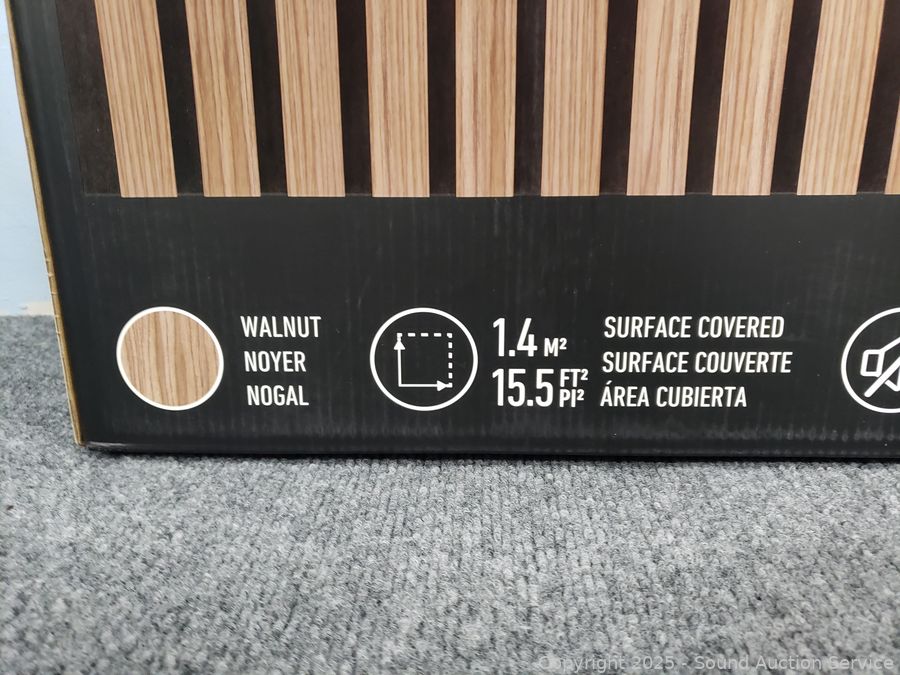 WALNUT
NOYER
NOGAL
1.4 M²
15.5 FT² PI²
SURFACE COVERED
SURFACE COUVERTE
ÁREA CUBIERTA
Copyright 2025 - Sound Auction Service